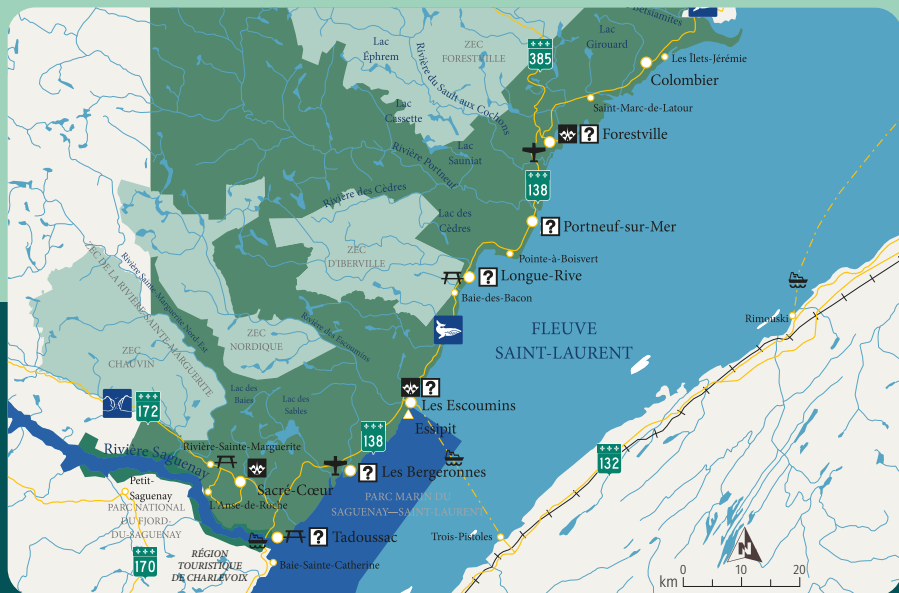 Betsiamites
Lac
Girouard
Lac
Éphrem
ZEC
FORESTVILLE
385
Les Îlets-Jérémie
Colombier
Rivière du Sault aux Cochons
Lac
Cassette
Saint-Marc-de-Latour
? Forestville
Lac
Sauniat
Rivière Portneuf
138
Rivière des Cèdres
Lac des
Cèdres
? Portneuf-sur-Mer
ZEC
D'IBERVILLE
Pointe-à-Boisvert
? Longue-Rive
Baie-des-Bacon
ZEC DE LA RIVIÈRE SAINTE-MARGUERITE
Rivière Sainte-Marguerite Nord-Est
Rivière des Escoumins
ZEC
NORDIQUE
ZEC
CHAUVIN
FLEUVE
SAINT-LAURENT
Rimouski
Lac des
Baies
Lac des
Sables
?
Les Escoumins
Essipit
172
138
132
Rivière Saguenay
Rivière-Sainte-Marguerite
? Les Bergeronnes
Sacré-Cœur
L'Anse-de-Roche
Petit-
Saguenay
PARC NATIONAL
DU FJORD-
DU-SAGUENAY
PARC MARIN DU
SAGUENAY—SAINT-LAURENT
? Tadoussac
Trois-Pistoles
170
RÉGION
TOURISTIQUE
DE CHARLEVOIX
Baie-Sainte-Catherine
N
km 0 10 20